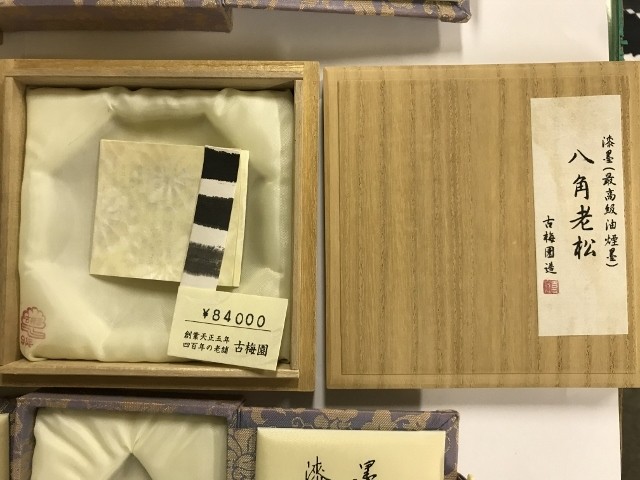 ¥84000
創業天正五年
四百年の老舗 古梅園
漆墨(最高級油煙墨)
八角老松
古梅園造
漆墨